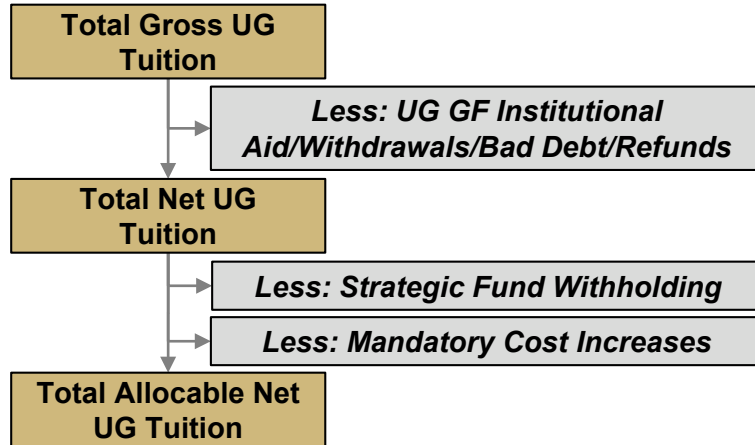 Total Gross UG
Tuition
Less: UG GF Institutional
Aid/Withdrawals/Bad Debt/Refunds
Total Net UG
Tuition
Less: Strategic Fund Withholding
Less: Mandatory Cost Increases
Total Allocable Net
UG Tuition